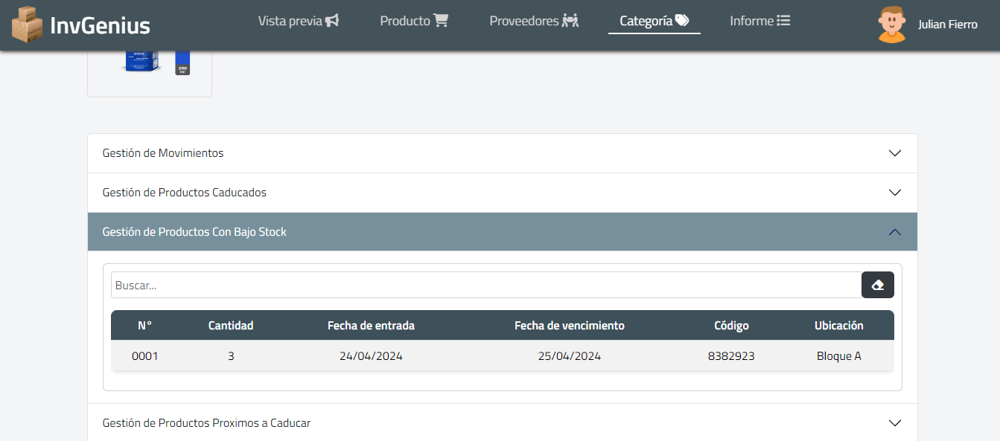 InvGenius
Vista previa
Producto
Proveedores
Categoría
Informe
Julian Fierro
200
ml
Gestión de Movimientos
Gestión de Productos Caducados
Gestión de Productos Con Bajo Stock
Buscar...
N° Cantidad Fecha de entrada Fecha de vencimiento Código Ubicación
0001 3 24/04/2024 25/04/2024 8382923 Bloque A
Gestión de Productos Proximos a Caducar